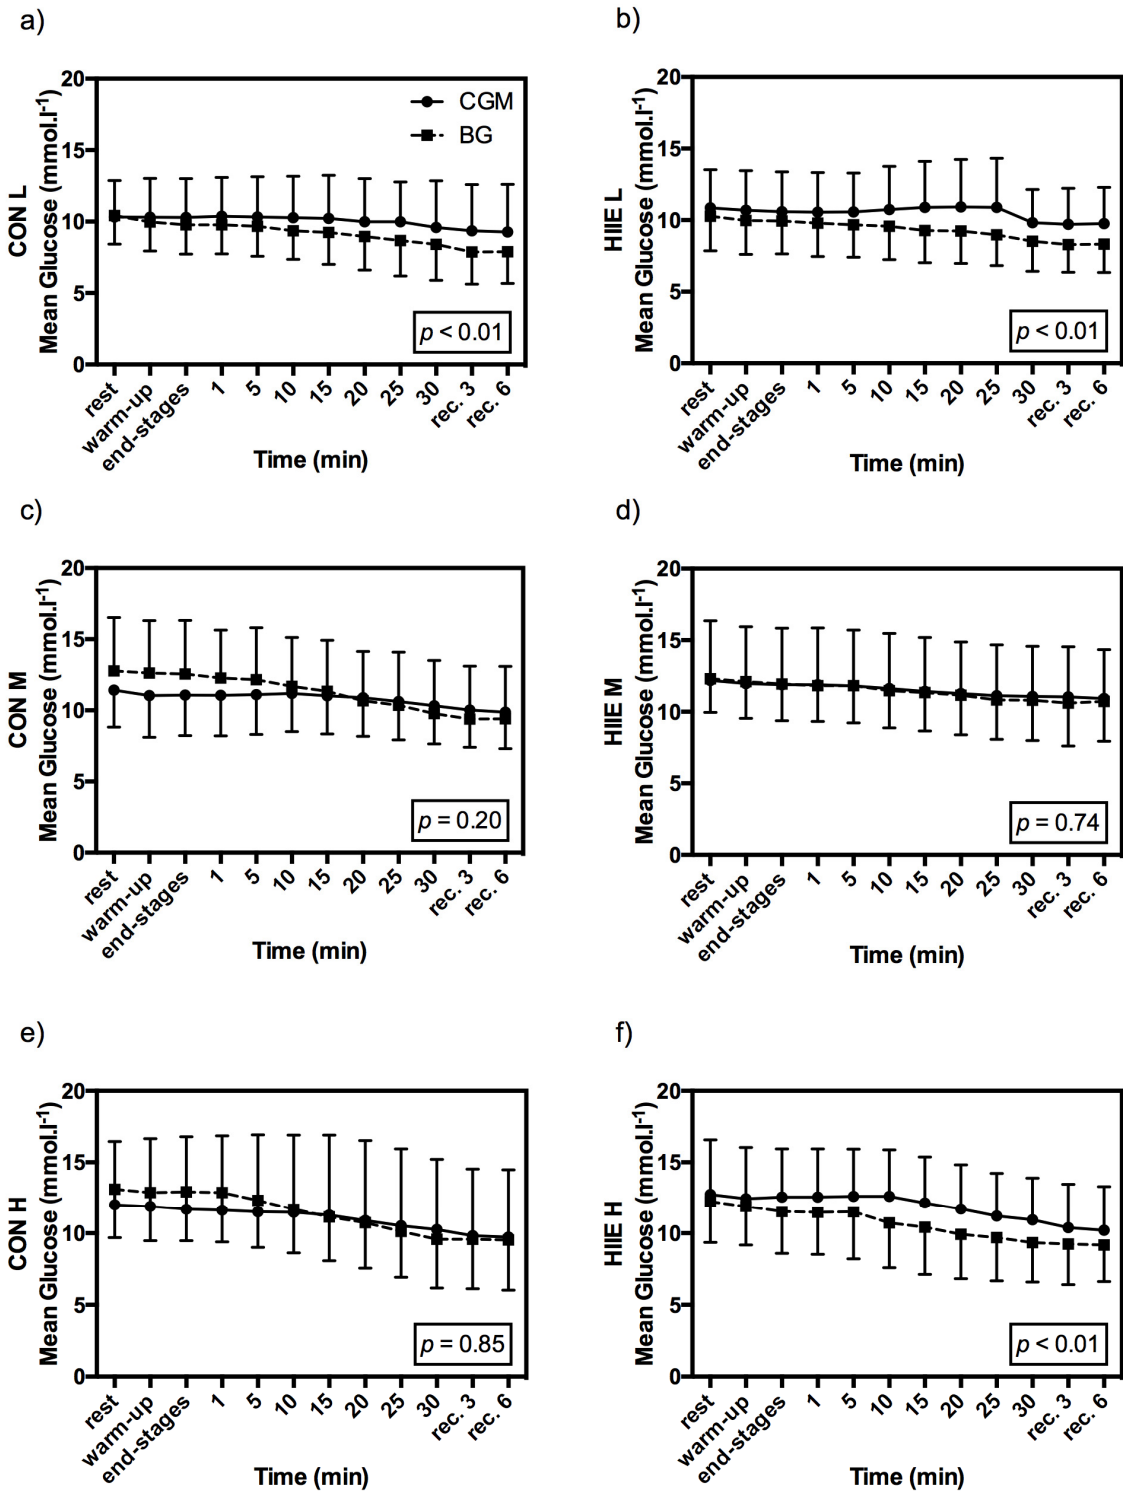 a)
CON L
Mean Glucose (mmol.l-1)
20
15
10
5
0
CGM
BG
p < 0.01
rest
warm-up
end-stages
1
5
10
15
20
25
30
rec. 3
rec. 6
Time (min)
b)
HIIE L
Mean Glucose (mmol.l-1)
20
15
10
5
0
p < 0.01
rest
warm-up
end-stages
1
5
10
15
20
25
30
rec. 3
rec. 6
Time (min)
c)
CON M
Mean Glucose (mmol.l-1)
20
15
10
5
0
p = 0.20
rest
warm-up
end-stages
1
5
10
15
20
25
30
rec. 3
rec. 6
Time (min)
d)
HIIE M
Mean Glucose (mmol.l-1)
20
15
10
5
0
p = 0.74
rest
warm-up
end-stages
1
5
10
15
20
25
30
rec. 3
rec. 6
Time (min)
e)
CON H
Mean Glucose (mmol.l-1)
20
15
10
5
0
p = 0.85
rest
warm-up
end-stages
1
5
10
15
20
25
30
rec. 3
rec. 6
Time (min)
f)
HIIE H
Mean Glucose (mmol.l-1)
20
15
10
5
0
p < 0.01
rest
warm-up
end-stages
1
5
10
15
20
25
30
rec. 3
rec. 6
Time (min)